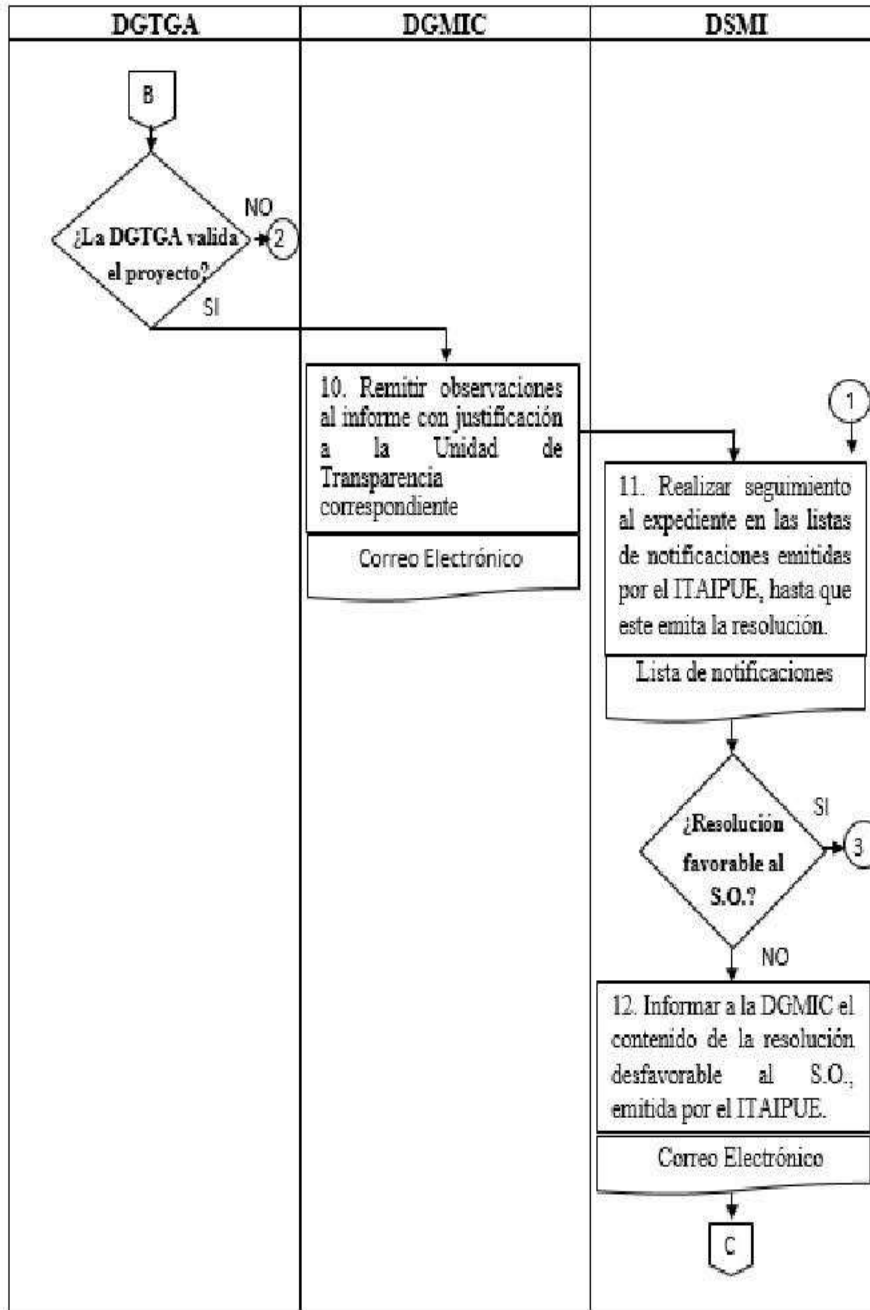 DGTGA
DGMIC
DSMI
B
¿La DGTGA valida
el proyecto?
NO
2
SI
10. Remitir observaciones
al informe con justificación
a la Unidad de
Transparencia
correspondiente
Correo Electrónico
1
11. Realizar seguimiento
al expediente en las listas
de notificaciones emitidas
por el ITAIPUE, hasta que
este emita la resolución.
Lista de notificaciones
¿Resolución
favorable al
S.O.?
SI
3
NO
12. Informar a la DGMIC el
contenido de la resolución
desfavorable al S.O.,
emitida por el ITAIPUE.
Correo Electrónico
C